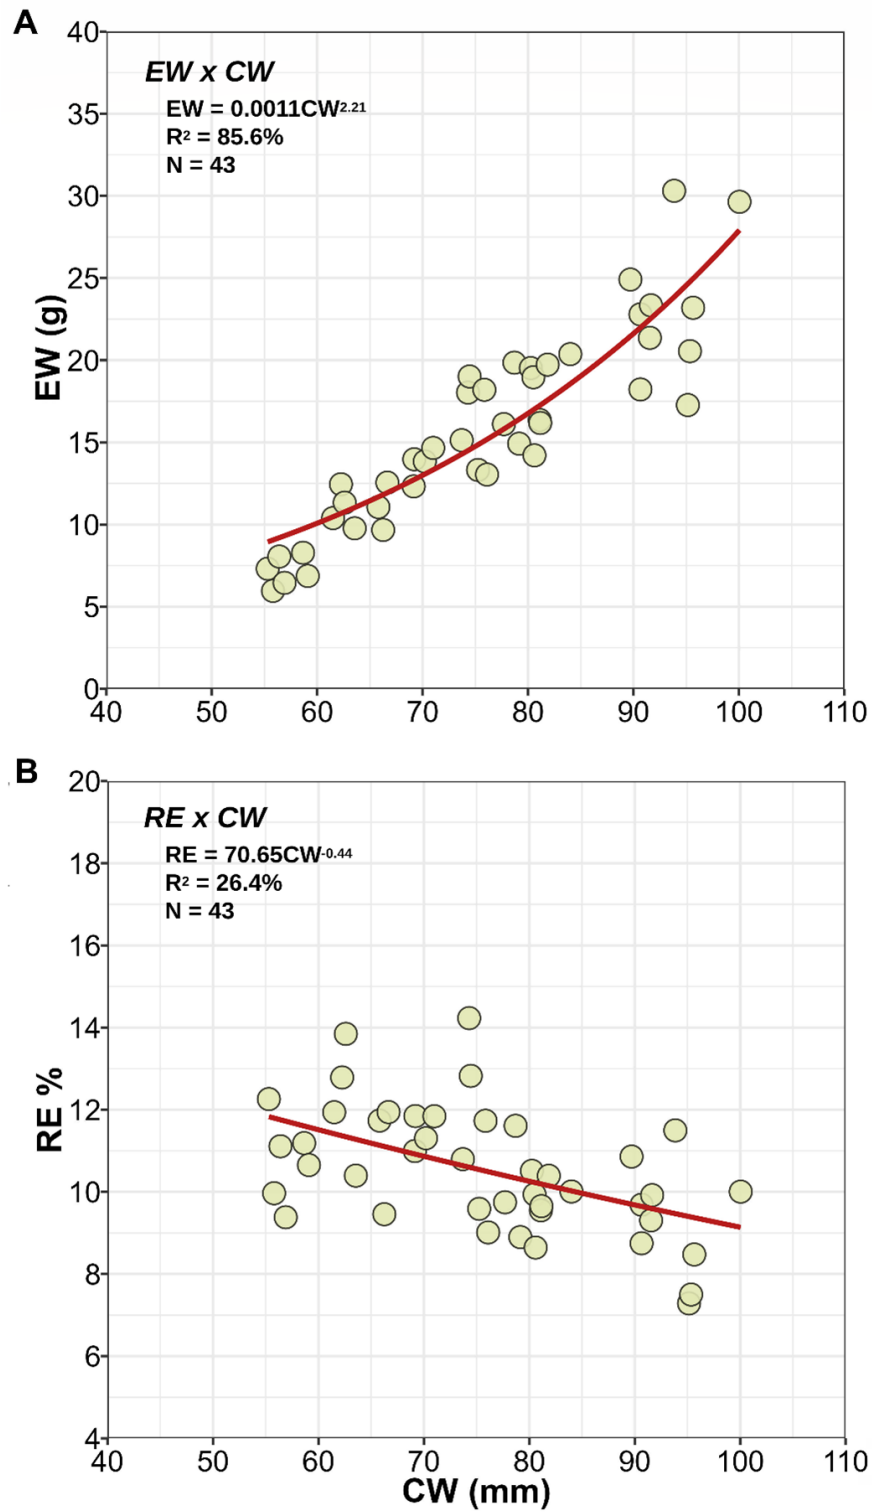 A
EW x CW
EW = 0.0011CW2.21
R2 = 85.6%
N = 43
EW (g)
40
35
30
25
20
15
10
5
0
40 50 60 70 80 90 100 110
B
RE x CW
RE = 70.65CW-0.44
R2 = 26.4%
N = 43
RE %
20
18
16
14
12
10
8
6
4
40 50 60 70 80 90 100 110
CW (mm)